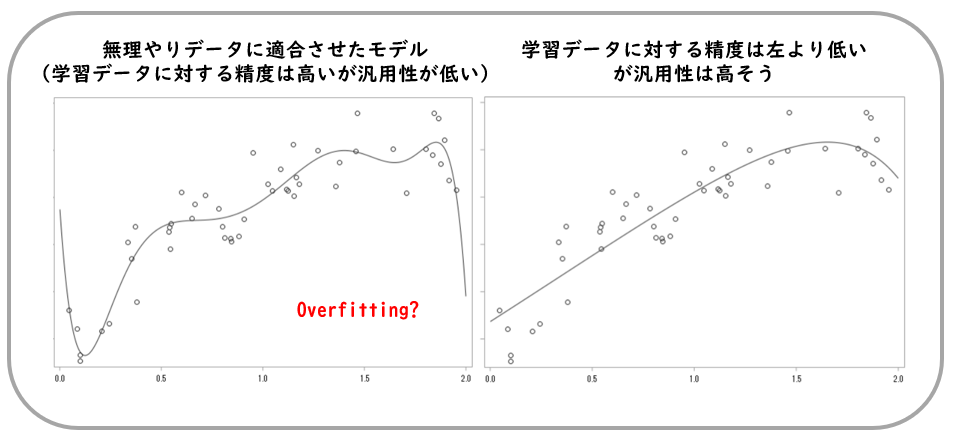 無理やりデータに適合させたモデル
（学習データに対する精度は高いが汎用性が低い）
学習データに対する精度は左より低い
が汎用性は高そう
Overfitting?
0.0 0.5 1.0 1.5 2.0
0.0 0.5 1.0 1.5 2.0